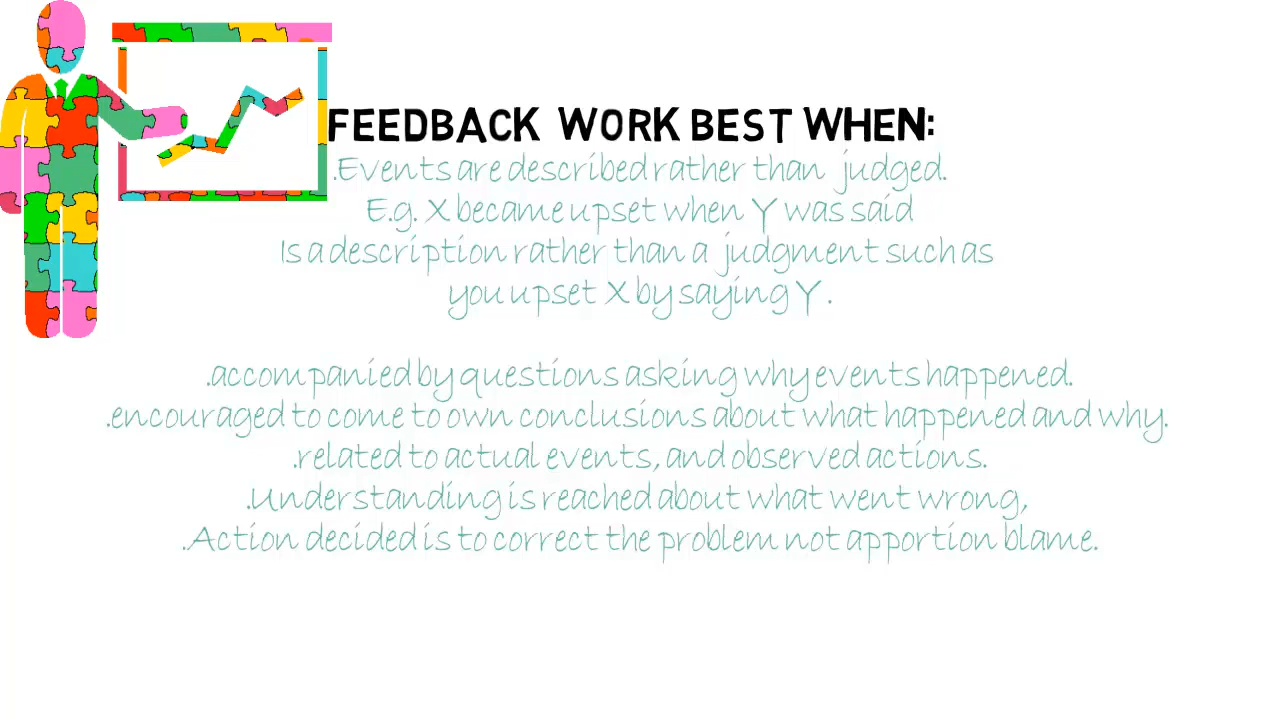 FEEDBACK WORK BEST WHEN:
.Events are described rather than judged.
E.g. X became upset when Y was said
Is a description rather than a judgment such as
you upset X by saying Y.
.accompanied by questions asking why events happened.
.encouraged to come to own conclusions about what happened and why.
.related to actual events, and observed actions.
.Understanding is reached about what went wrong,
.Action decided is to correct the problem not apportion blame.